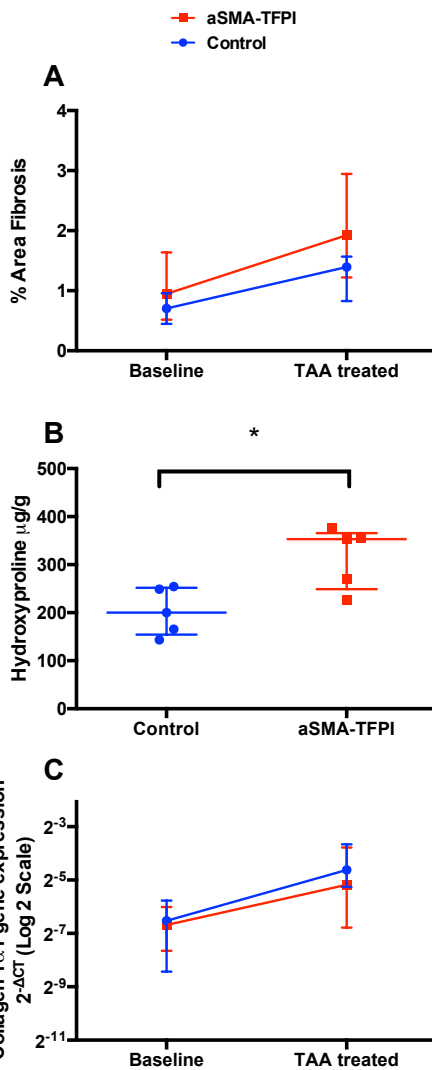 aSMA-TFPI
Control
A
% Area Fibrosis
4
3
2
1
0
Baseline
TAA treated
B
*
Hydroxyproline µg/g
500
400
300
200
100
0
Control
aSMA-TFPI
C
gene expression
2-ΔCT (Log 2 Scale)
2-3
2-5
2-7
2-9
2-11
Baseline
TAA treated